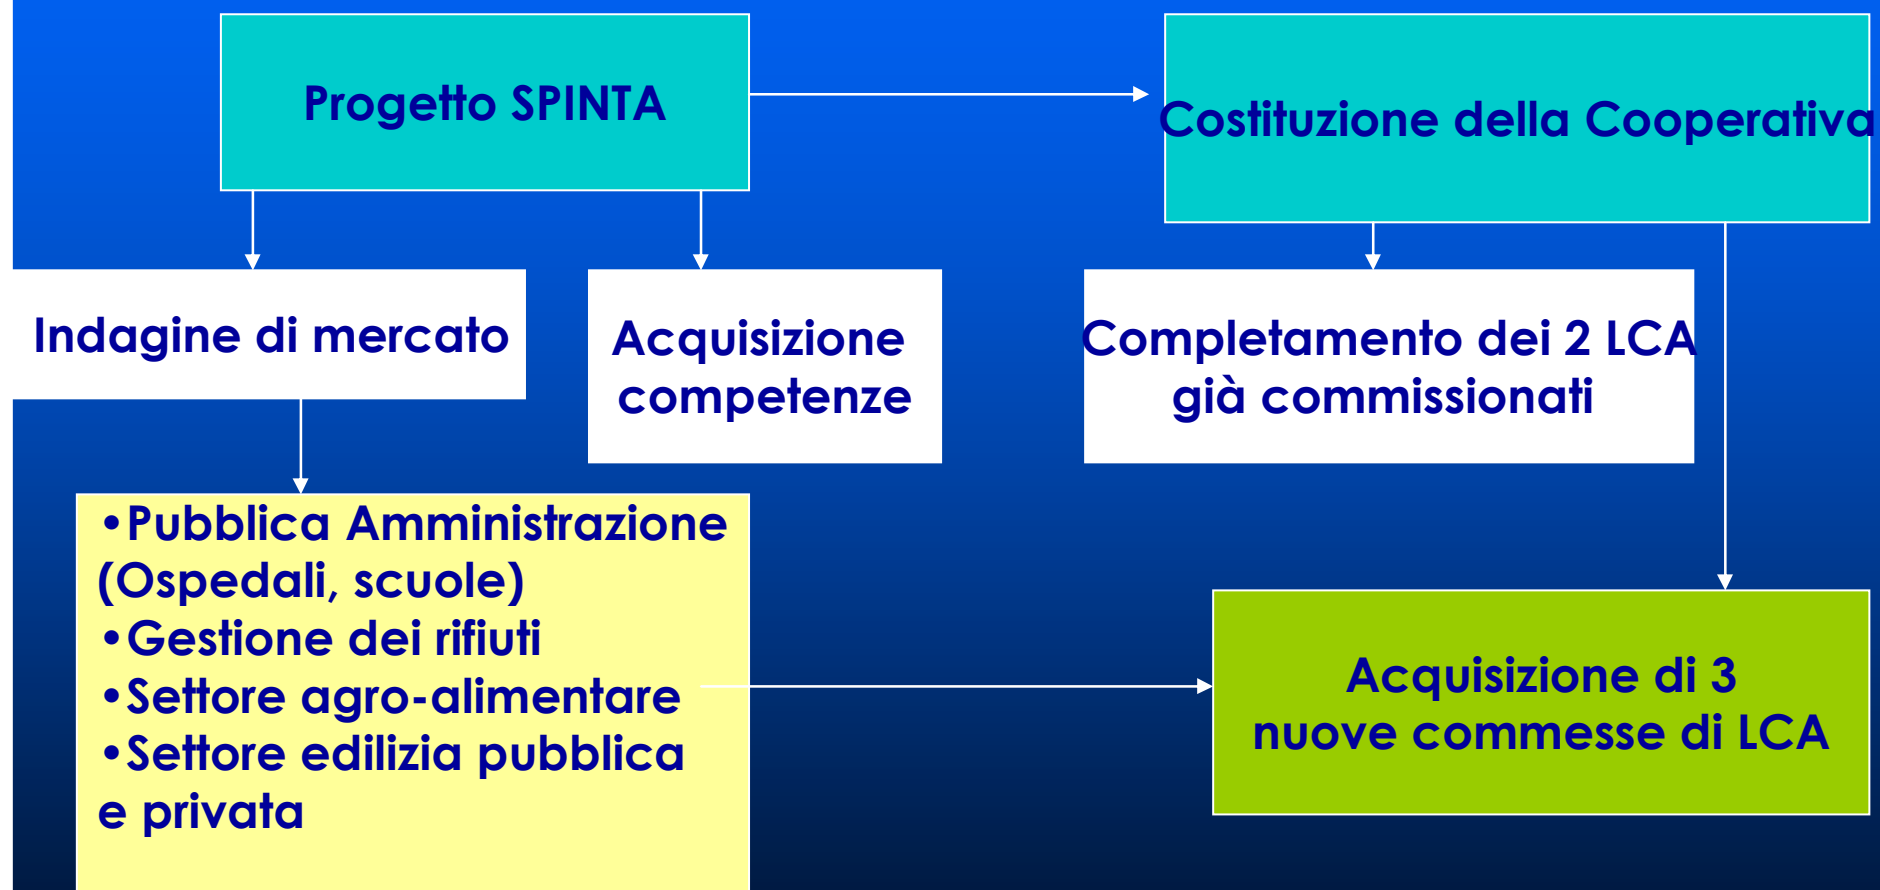 Progetto SPINTA
Costituzione della Cooperativa
Indagine di mercato
Acquisizione
competenze
Completamento dei 2 LCA
già commissionati
•Pubblica Amministrazione
(Ospedali, scuole)
•Gestione dei rifiuti
•Settore agro-alimentare
•Settore edilizia pubblica
e privata
Acquisizione di 3
nuove commesse di LCA